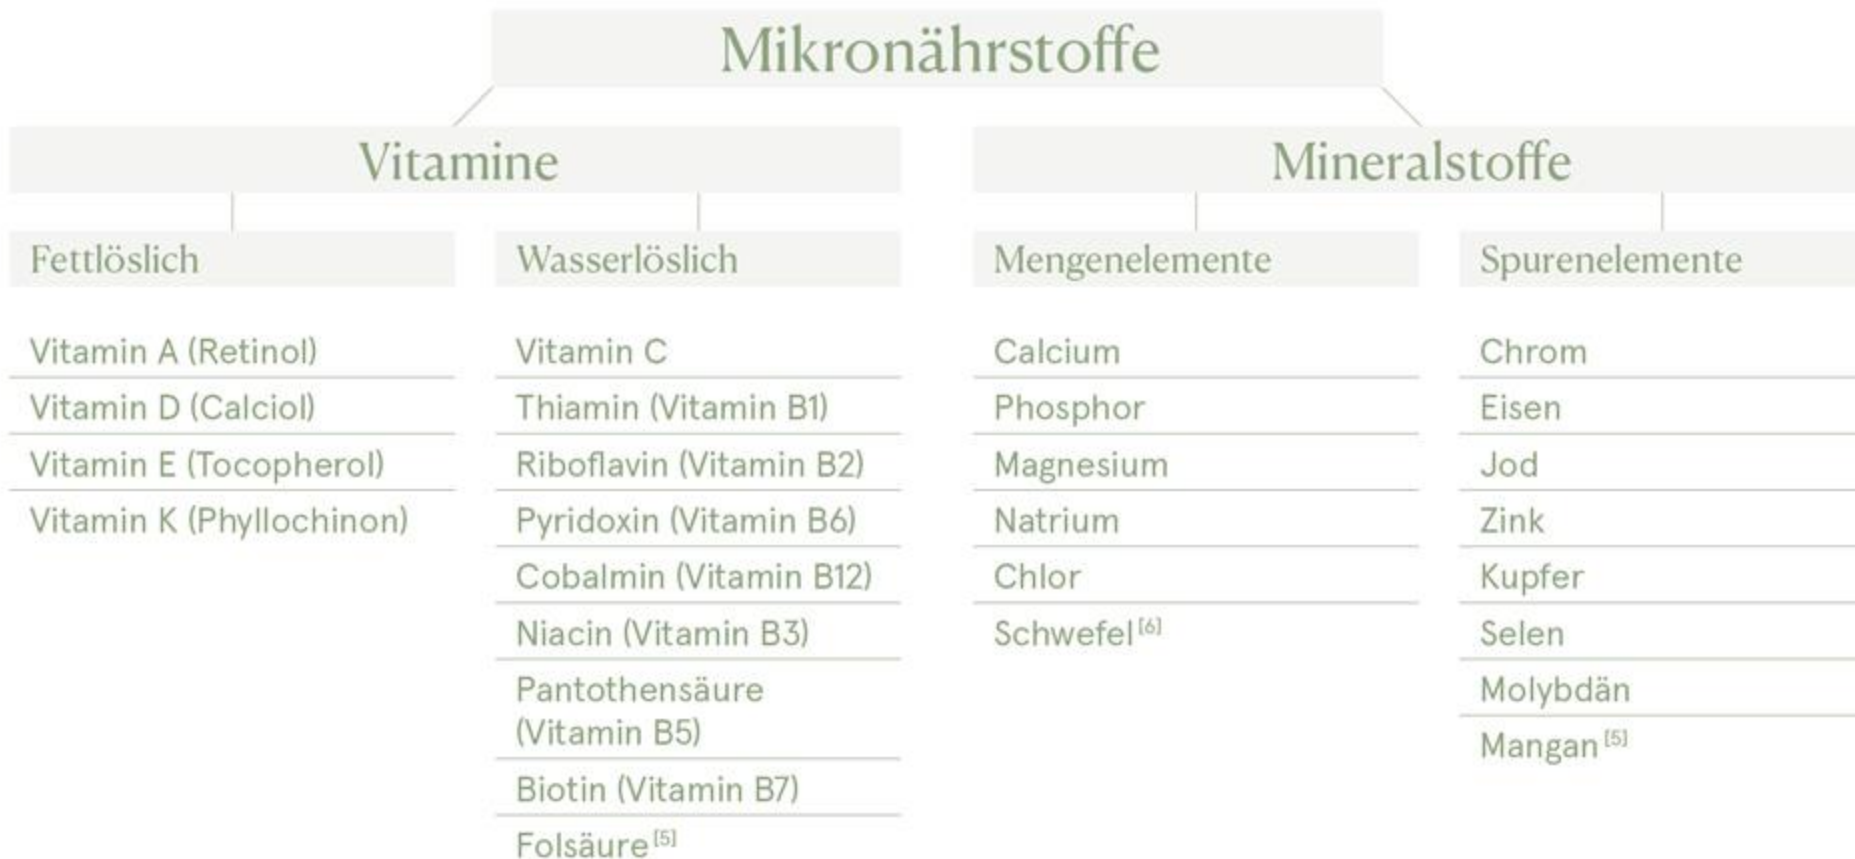 Mikronährstoffe
Vitamine
Mineralstoffe
Fettlöslich
Wasserlöslich
Mengenelemente
Spurenelemente
Vitamin A (Retinol)
Vitamin D (Calciol)
Vitamin E (Tocopherol)
Vitamin K (Phyllochinon)
Vitamin C
Thiamin (Vitamin B1)
Riboflavin (Vitamin B2)
Pyridoxin (Vitamin B6)
Cobalmin (Vitamin B12)
Niacin (Vitamin B3)
Pantothensäure
(Vitamin B5)
Biotin (Vitamin B7)
Folsäure [5]
Calcium
Phosphor
Magnesium
Natrium
Chlor
Schwefel [6]
Chrom
Eisen
Jod
Zink
Kupfer
Selen
Molybdän
Mangan [5]